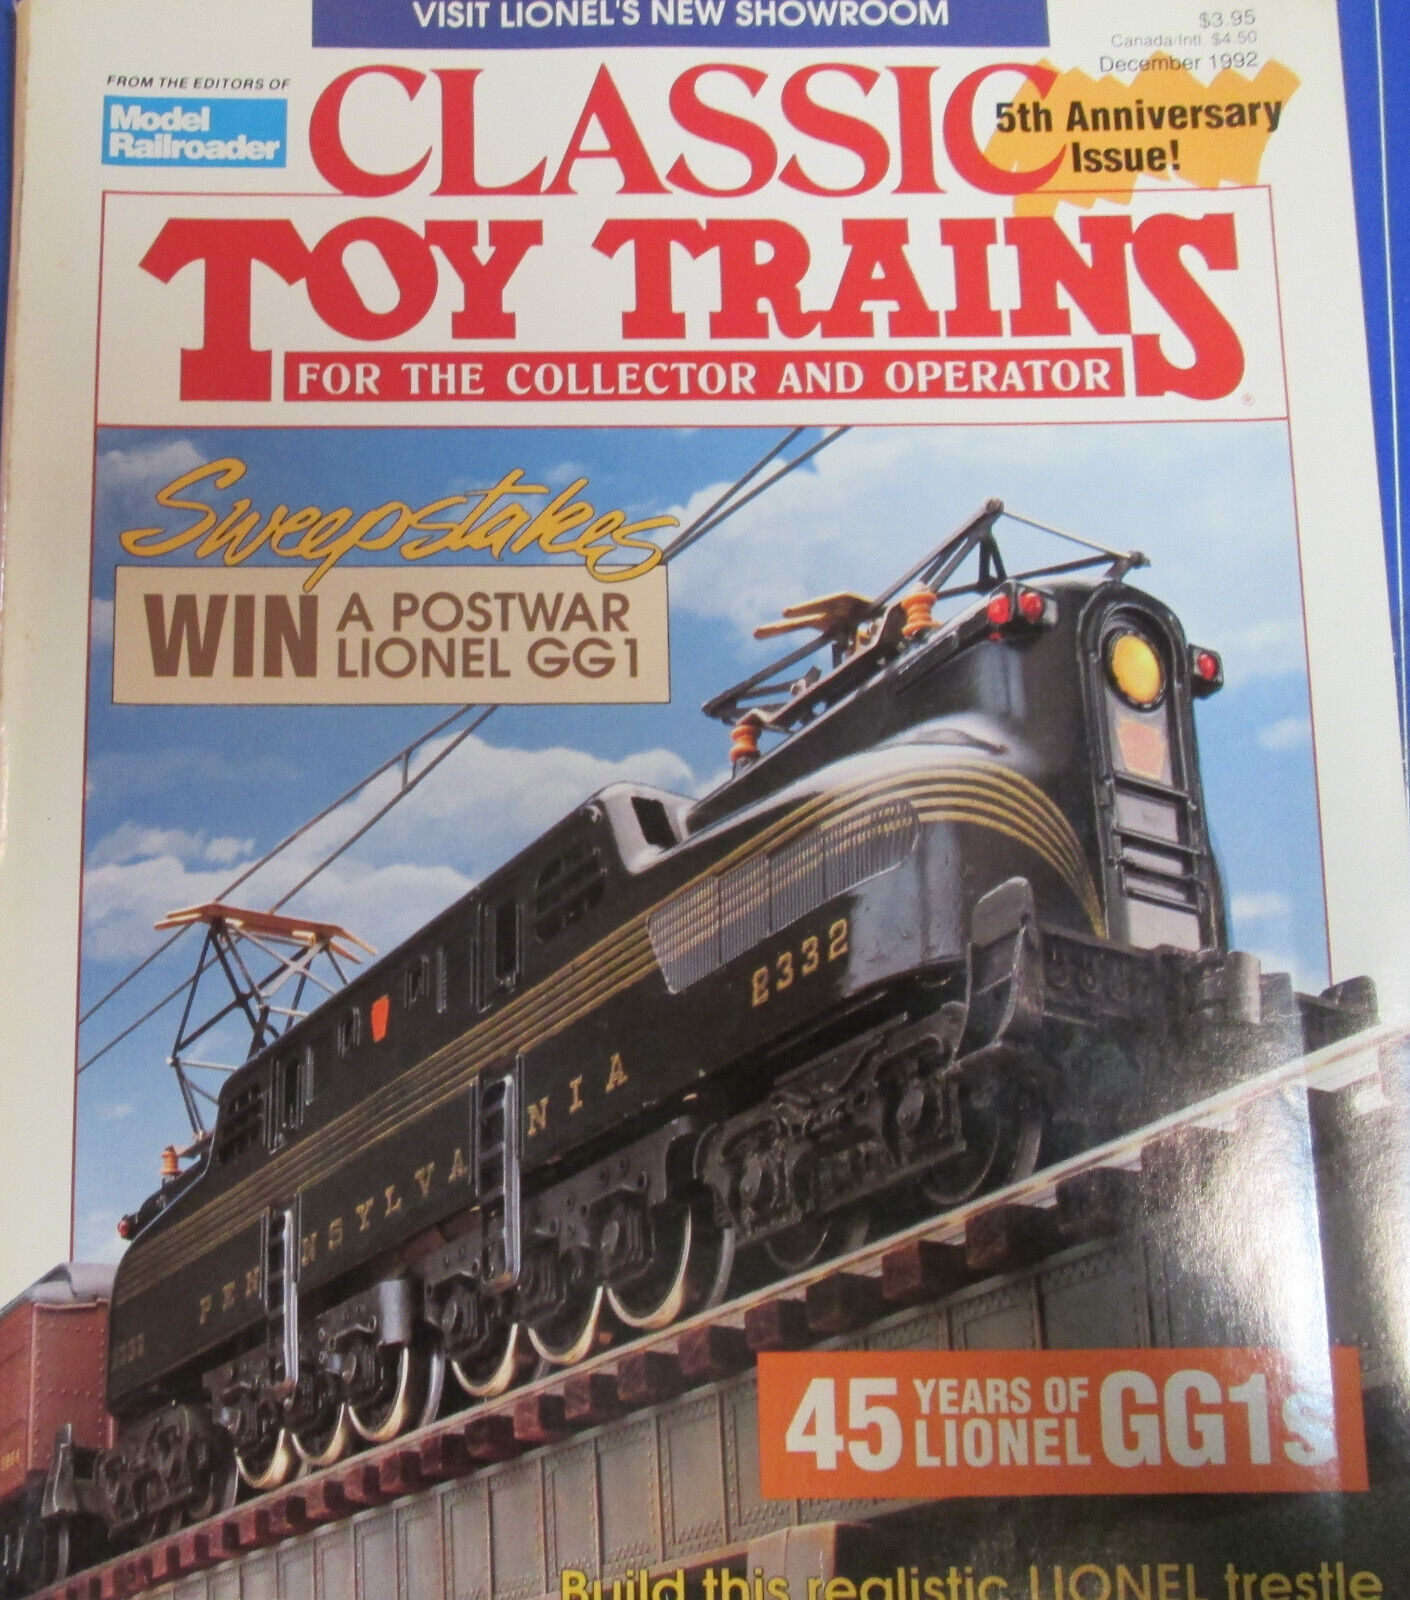 VISIT LIONEL'S NEW SHOWROOM
$3.95
Canada/Intl. $4.50
December 1992
FROM THE EDITORS OF
Model
Railroader
CLASSIC
5th Anniversary
Issue!
TOY TRAINS
FOR THE COLLECTOR AND OPERATOR
®
Sweepstakes
WIN A POSTWAR
LIONEL GG1
2332
PENNSYLVANIA
2332
45 YEARS OF
LIONEL GG1s
Build this realistic LIONEL trestle